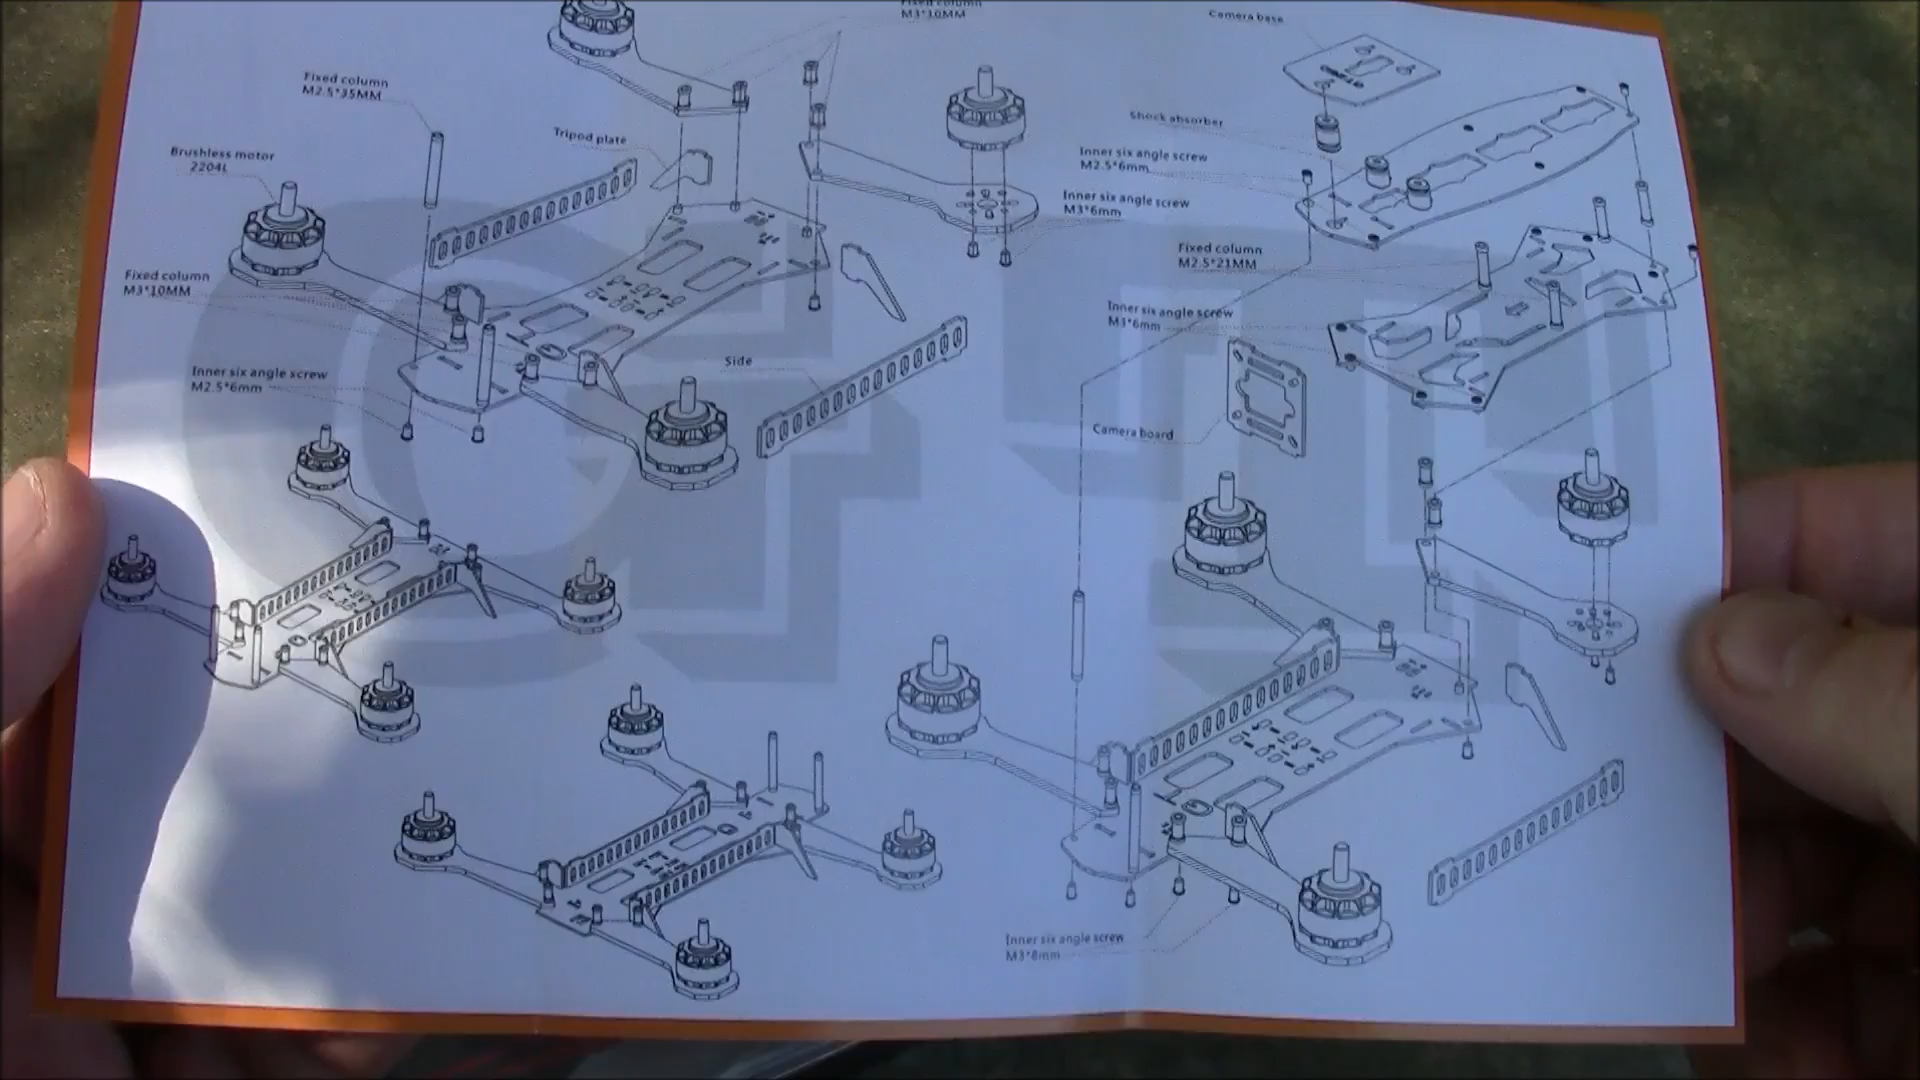 Fixed column
M3*10MM
Camera base
Fixed column
M2.5*35MM
Tripod plate
Shock absorber
Brushless motor
2204L
Inner six angle screw
M2.5*6mm
Inner six angle screw
M3*6mm
Fixed column
M2.5*21MM
Fixed column
M3*10MM
Inner six angle screw
M3*6mm
Side
Inner six angle screw
M2.5*6mm
Camera board
Inner six angle screw
M3*8mm